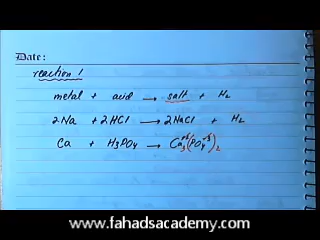 Date:
reaction 1
metal + acid → salt + H₂
2Na + 2HCl → 2NaCl + H₂
Ca + H₃PO₄ → Ca₃⁺²(PO₄⁻³)₂
www.fahadsacademy.com